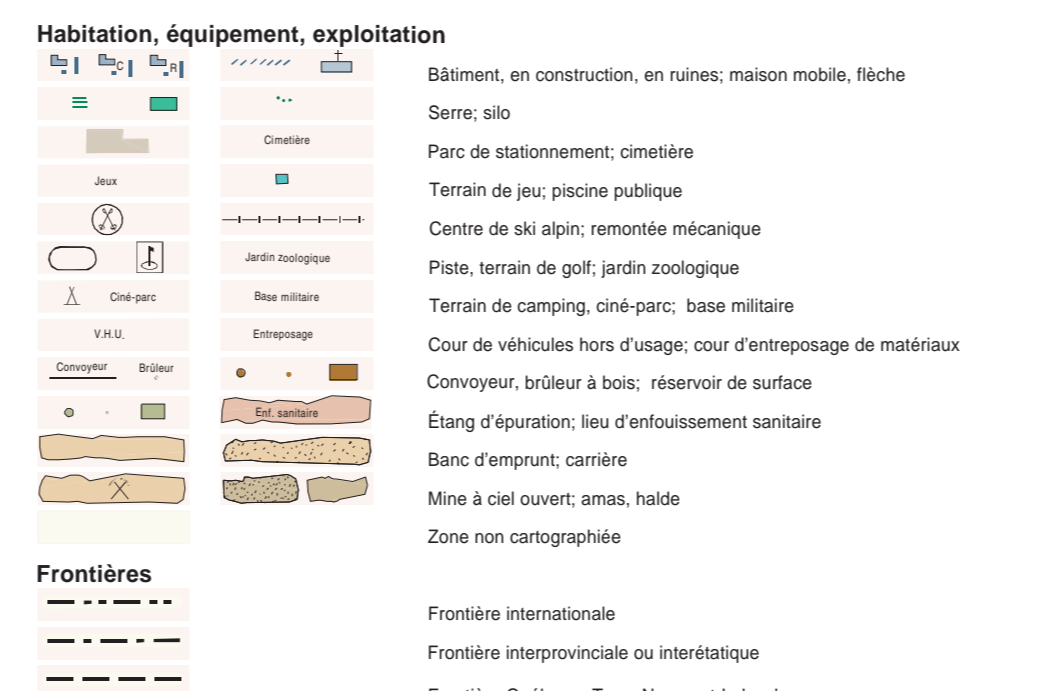 Habitation, équipement, exploitation
C R Bâtiment, en construction, en ruines; maison mobile, flèche
Serre; silo
Cimetière Parc de stationnement; cimetière
Jeux Terrain de jeu; piscine publique
Centre de ski alpin; remontée mécanique
Jardin zoologique Piste, terrain de golf; jardin zoologique
Ciné-parc Base militaire Terrain de camping, ciné-parc; base militaire
V.H.U. Entreposage Cour de véhicules hors d'usage; cour d'entreposage de matériaux
Convoyeur Brûleur Convoyeur, brûleur à bois; réservoir de surface
Enf. sanitaire Étang d'épuration; lieu d'enfouissement sanitaire
Banc d'emprunt; carrière
Mine à ciel ouvert; amas, halde
Zone non cartographiée
Frontières
Frontière internationale
Frontière interprovinciale ou interétatique